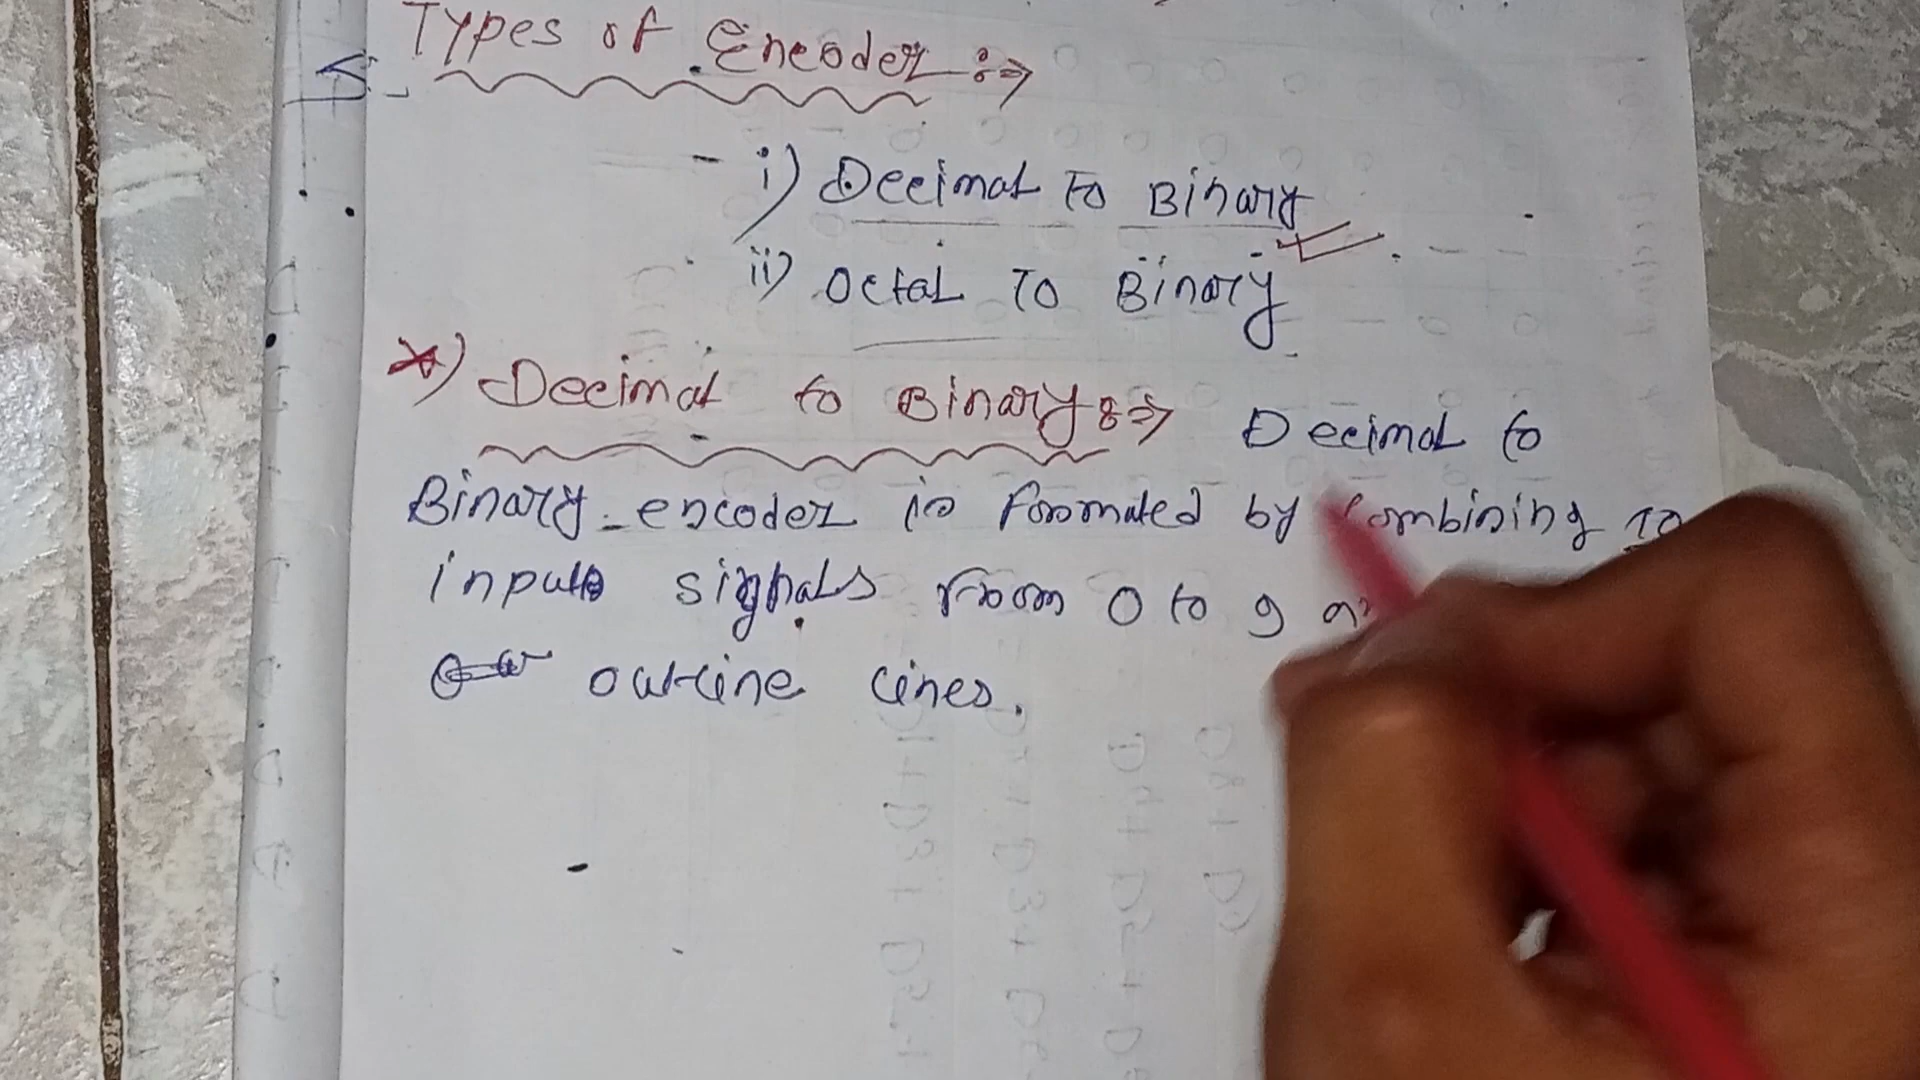 Types of Encoder :⇒
- i) Decimal To Binary
ii) Octal To Binary
*) Decimal to Binary :⇒ Decimal to
Binary encoder is formated by combining 10
inputs signals from 0 to 9
outline lines.